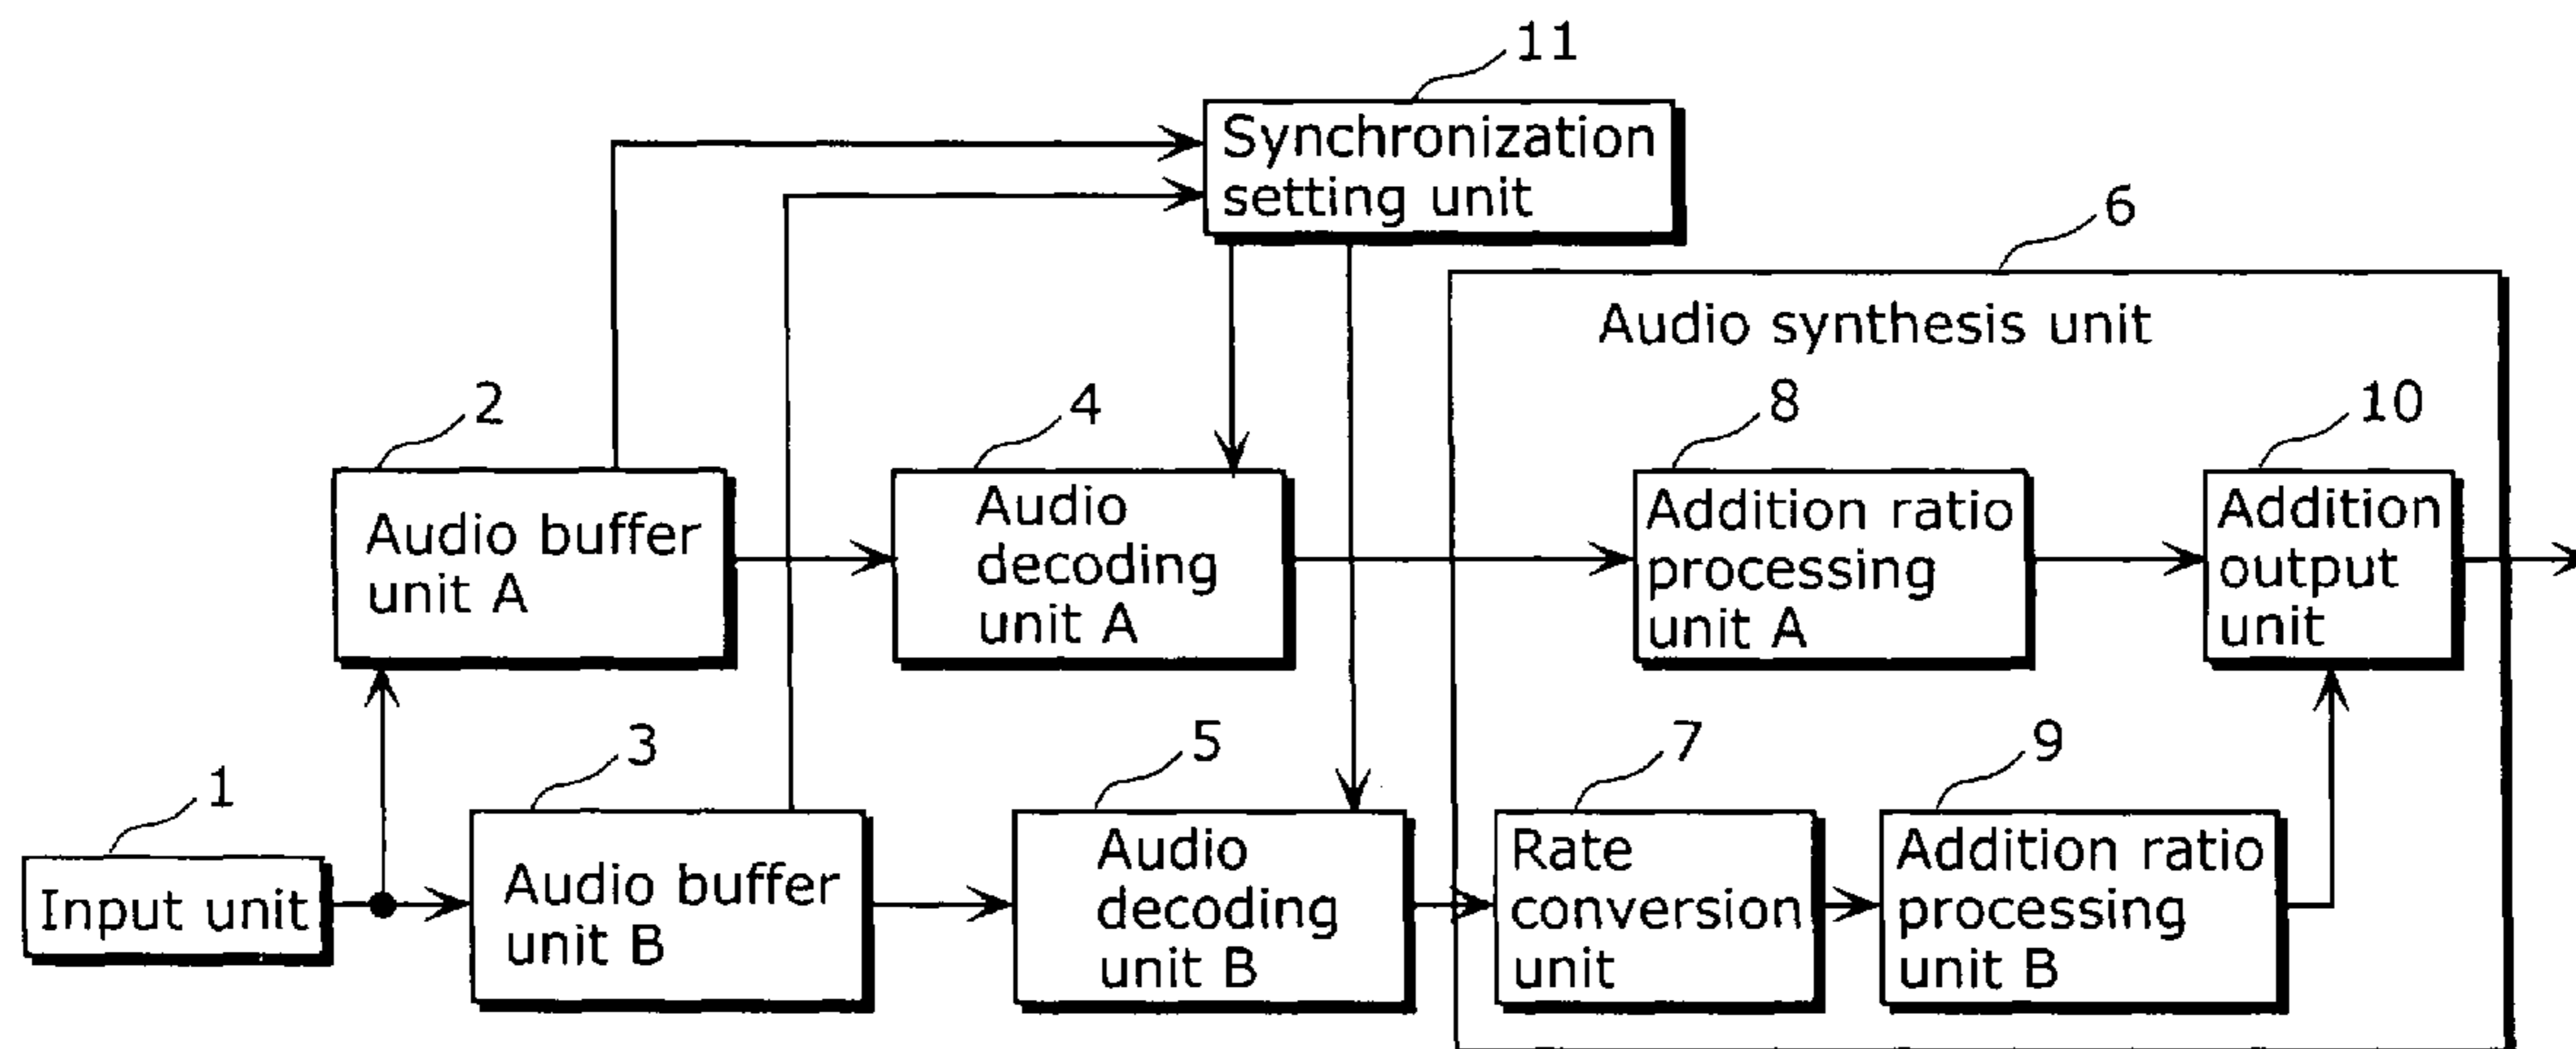 11
Synchronization
setting unit
6
Audio synthesis unit
2
4
8
10
Audio buffer
unit A
Audio
decoding
unit A
Addition ratio
processing
unit A
Addition
output
unit
1
3
5
7
9
Input unit
Audio buffer
unit B
Audio
decoding
unit B
Rate
conversion
unit
Addition ratio
processing
unit B